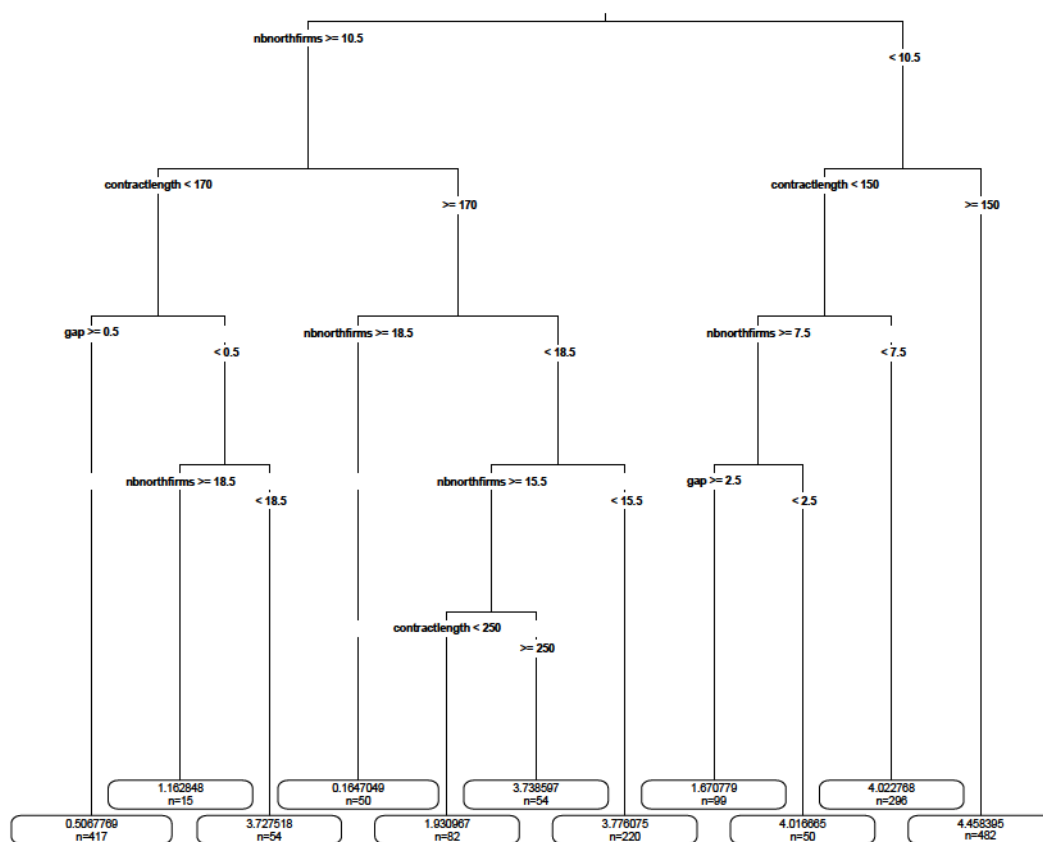 nbnorthfirms >= 10.5
< 10.5
contractlength < 170
>= 170
contractlength < 150
>= 150
gap >= 0.5
< 0.5
nbnorthfirms >= 18.5
< 18.5
nbnorthfirms >= 7.5
< 7.5
nbnorthfirms >= 18.5
< 18.5
nbnorthfirms >= 15.5
< 15.5
gap >= 2.5
< 2.5
contractlength < 250
>= 250
1.162848
n=15
0.1647049
n=50
3.738597
n=54
1.670779
n=99
4.022768
n=296
0.5067769
n=417
3.727518
n=54
1.930967
n=82
3.776075
n=220
4.016665
n=50
4.458395
n=482